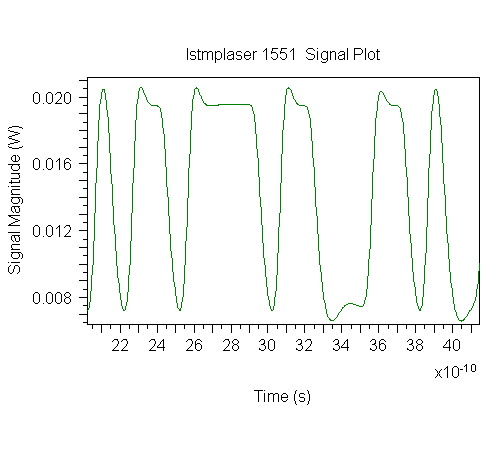 lstmplaser 1551 Signal Plot
0.020
0.016
0.012
0.008
Signal Magnitude (W)
22 24 26 28 30 32 34 36 38 40
x10-10
Time (s)